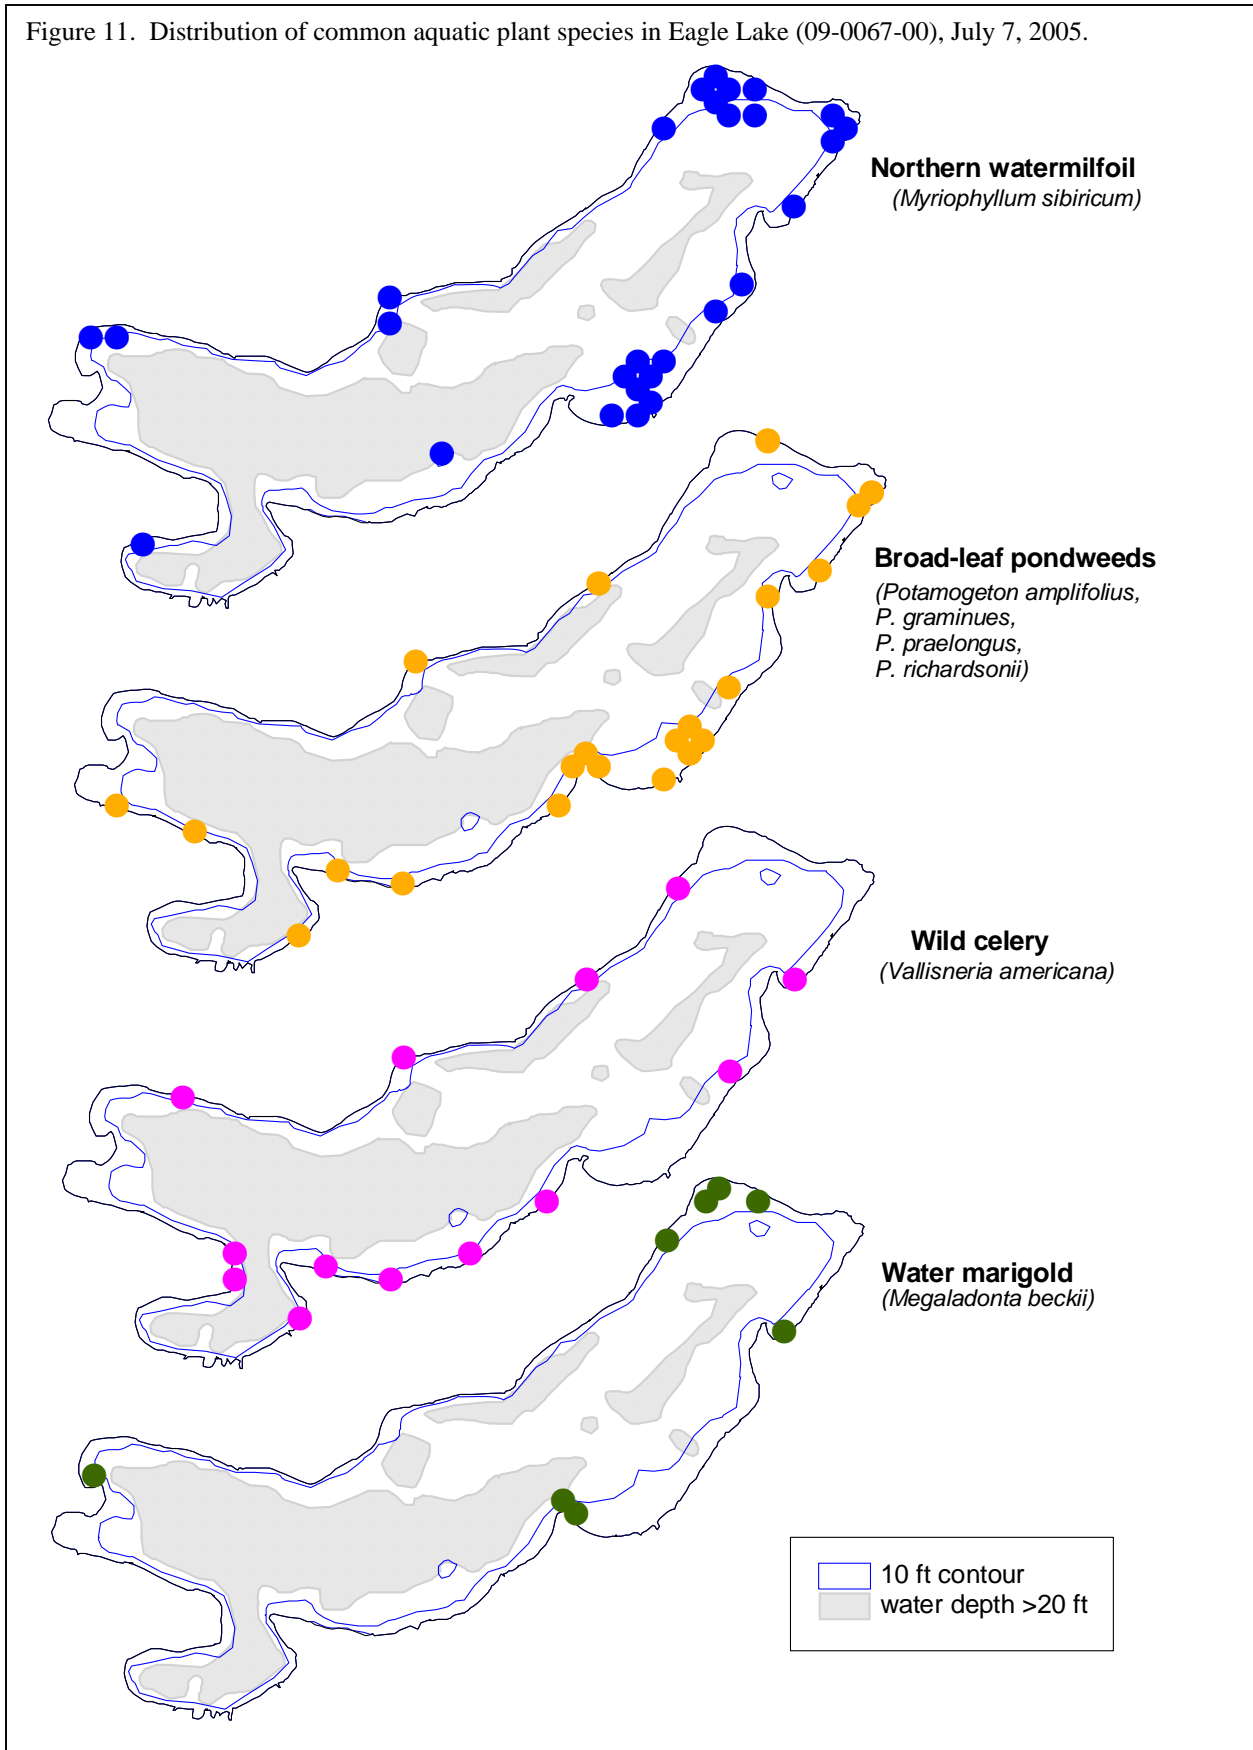 Figure 11.  Distribution of common aquatic plant species in Eagle Lake (09-0067-00), July 7, 2005.
Northern watermilfoil
(Myriophyllum sibiricum)
Broad-leaf pondweeds
(Potamogeton amplifolius,
P. graminues,
P. praelongus,
P. richardsonii)
Wild celery
(Vallisneria americana)
Water marigold
(Megaladonta beckii)
10 ft contour
water depth >20 ft